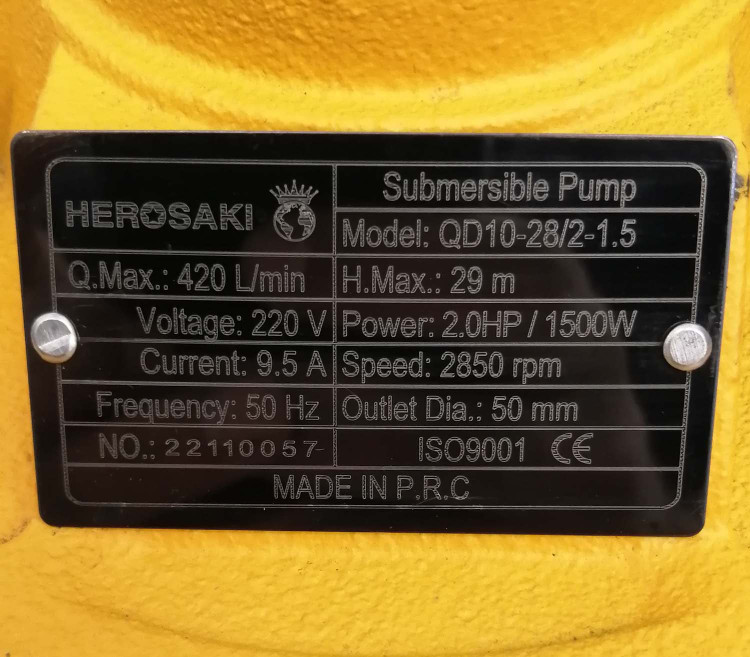 HEROSAKI
Submersible Pump
Model: QD10-28/2-1.5
Q.Max.: 420 L/min
H.Max.: 29 m
Voltage: 220 V
Power: 2.0HP / 1500W
Current: 9.5 A
Speed: 2850 rpm
Frequency: 50 Hz
Outlet Dia.: 50 mm
NO.: 22110057
ISO9001 CE
MADE IN P.R.C